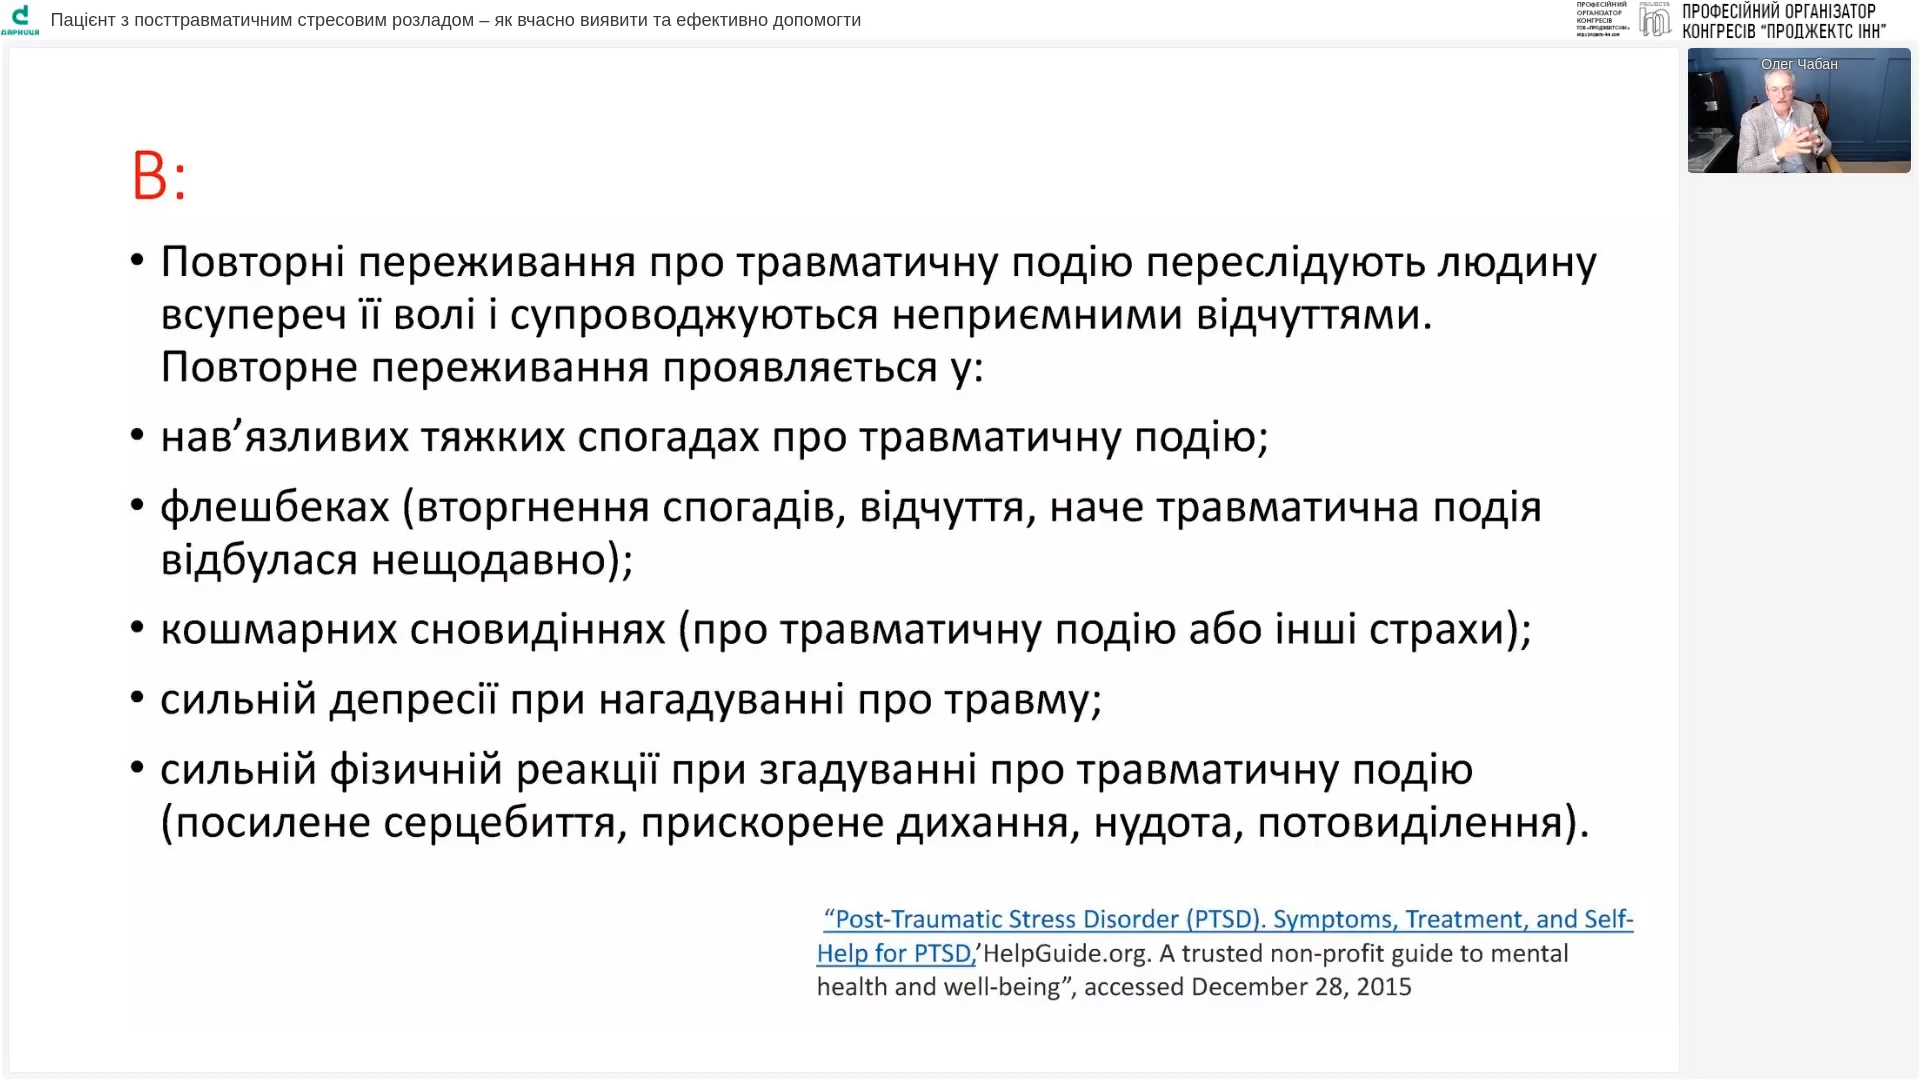 ДАРНИЦЯ
Пацієнт з посттравматичним стресовим розладом – як вчасно виявити та ефективно допомогти
ПРОФЕСІЙНИЙ
ОРГАНІЗАТОР
КОНГРЕСІВ
ПРОФЕСІЙНИЙ ОРГАНІЗАТОР
КОНГРЕСІВ “ПРОДЖЕКТС ІНН”
Олег Чабан
В:
• Повторні переживання про травматичну подію переслідують людину
всупереч її волі і супроводжуються неприємними відчуттями.
Повторне переживання проявляється у:
• нав’язливих тяжких спогадах про травматичну подію;
• флешбеках (вторгнення спогадів, відчуття, наче травматична подія
відбулася нещодавно);
• кошмарних сновидіннях (про травматичну подію або інші страхи);
• сильній депресії при нагадуванні про травму;
• сильній фізичній реакції при згадуванні про травматичну подію
(посилене серцебиття, прискорене дихання, нудота, потовиділення).
“Post-Traumatic Stress Disorder (PTSD). Symptoms, Treatment, and Self-
Help for PTSD,’HelpGuide.org. A trusted non-profit guide to mental
health and well-being”, accessed December 28, 2015